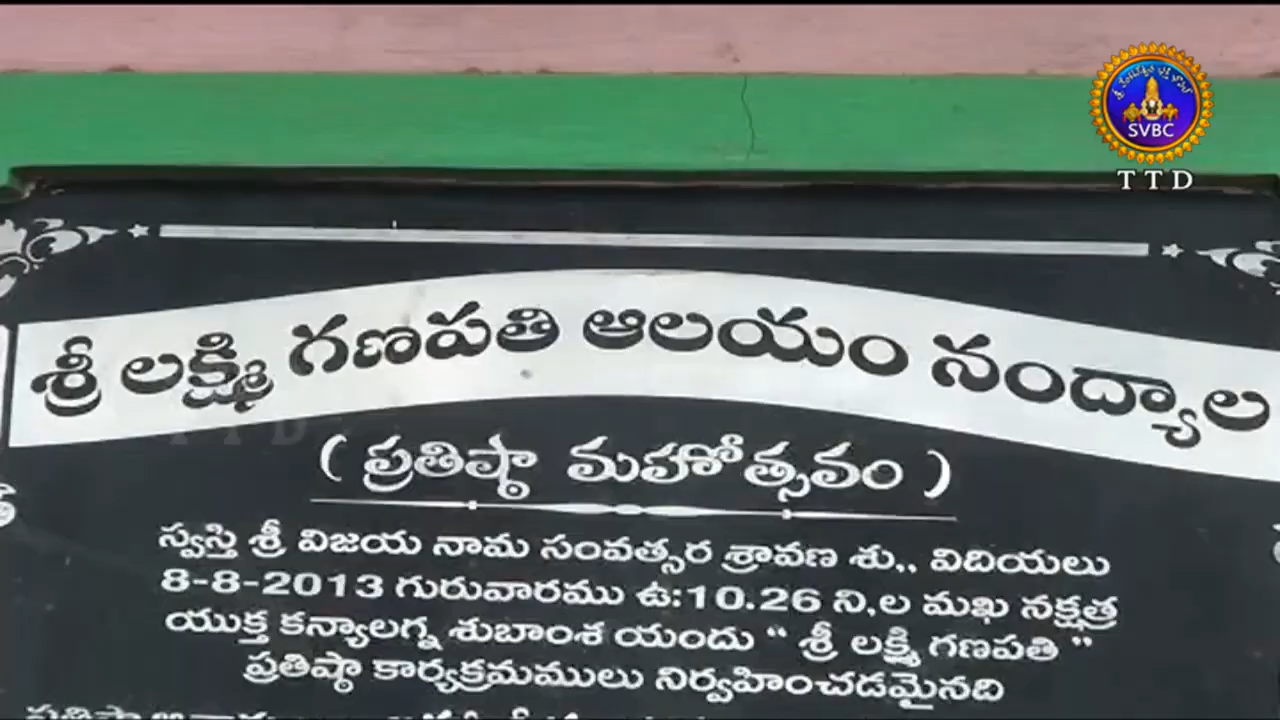 SVBC
TTD
శ్రీ లక్ష్మి గణపతి ఆలయం నంద్యాల
( ప్రతిష్ఠా మహోత్సవం )
స్వస్తి శ్రీ విజయ నామ సంవత్సర శ్రావణ శు.. విదియలు
8-8-2013 గురువారము ఉ:10.26 ని,ల మఖ నక్షత్ర
యుక్త కన్యాలగ్న శుబాంశ యందు " శ్రీ లక్ష్మి గణపతి "
ప్రతిష్ఠా కార్యక్రమములు నిర్వహించడమైనది